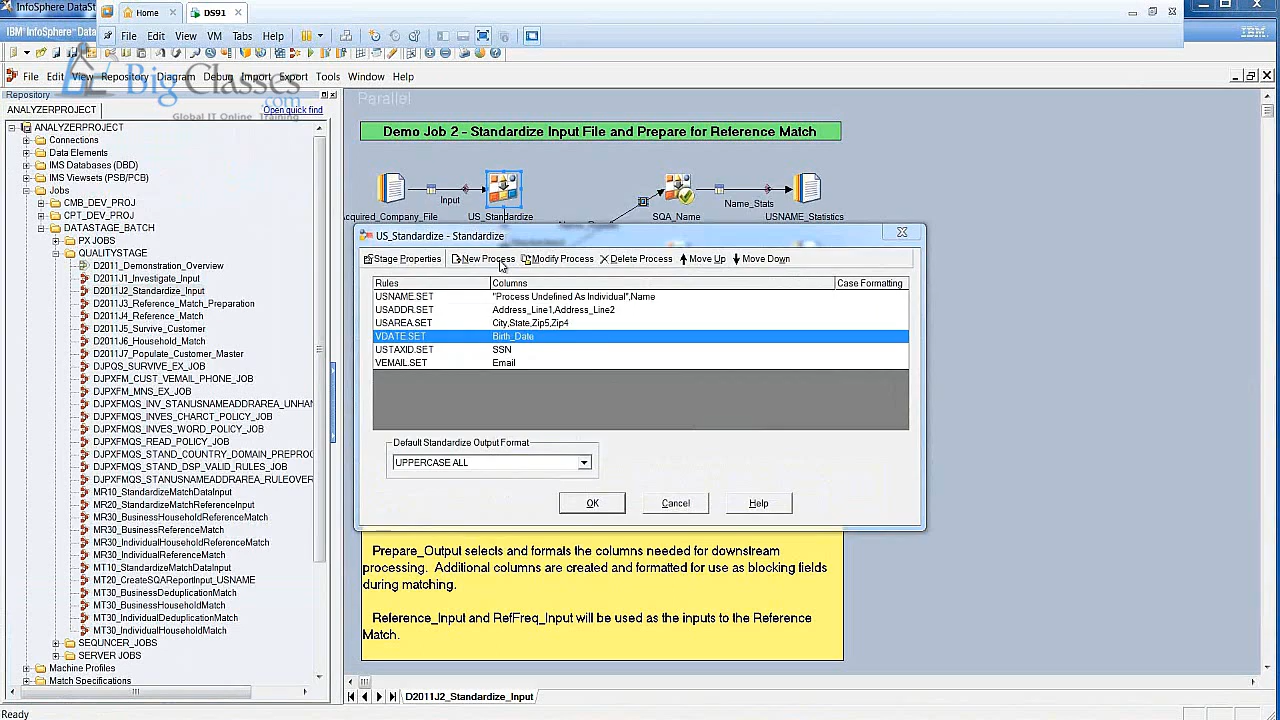 InfoSphere DataSt
Home
DS91
IBM InfoSphere Data
File Edit View VM Tabs Help
IBM
File Edit View Repository Diagram Debug Import Export Tools Window Help
BigClasses
.com
Global IT Online Training
Repository
ANALYZERPROJECT
Open quick find
ANALYZERPROJECT
Connections
Data Elements
IMS Databases (DBD)
IMS Viewsets (PSB/PCB)
Jobs
CMB_DEV_PROJ
CPT_DEV_PROJ
DATASTAGE_BATCH
PX JOBS
QUALITYSTAGE
D2011_Demonstration_Overview
D2011J1_Investigate_Input
D2011J2_Standardize_Input
D2011J3_Reference_Match_Preparation
D2011J4_Reference_Match
D2011J5_Survive_Customer
D2011J6_Household_Match
D2011J7_Populate_Customer_Master
DJPQS_SURVIVE_EX_JOB
DJPXFM_CUST_VEMAIL_PHONE_JOB
DJPXFM_MNS_EX_JOB
DJPXFMQS_INV_STANUSNAMEADDRAREA_UNHAN
DJPXFMQS_INVES_CHARCT_POLICY_JOB
DJPXFMQS_INVES_WORD_POLICY_JOB
DJPXFMQS_READ_POLICY_JOB
DJPXFMQS_STAND_COUNTRY_DOMAIN_PREPROC
DJPXFMQS_STAND_DSP_VALID_RULES_JOB
DJPXFMQS_STANUSNAMEADDRAREA_RULEOVER
MR10_StandardizeMatchDataInput
MR20_StandardizeMatchReferenceInput
MR30_BusinessHouseholdReferenceMatch
MR30_BusinessReferenceMatch
MR30_IndividualHouseholdReferenceMatch
MR30_IndividualReferenceMatch
MT10_StandardizeMatchDataInput
MT20_CreateSQAReportInput_USNAME
MT30_BusinessDeduplicationMatch
MT30_BusinessHouseholdMatch
MT30_IndividualDeduplicationMatch
MT30_IndividualHouseholdMatch
SEQUNCER_JOBS
SERVER JOBS
Machine Profiles
Match Specifications
Parallel
Demo Job 2 - Standardize Input File and Prepare for Reference Match
Input
Name_Stats
cquired_Company_File
US_Standardize
SQA_Name
USNAME_Statistics
US_Standardize - Standardize
Stage Properties New Process Modify Process Delete Process Move Up Move Down
Rules Columns Case Formatting
USNAME.SET "Process Undefined As Individual",Name
USADDR.SET Address_Line1,Address_Line2
USAREA.SET City,State,Zip5,Zip4
VDATE.SET Birth_Date
USTAXID.SET SSN
VEMAIL.SET Email
Default Standardize Output Format
UPPERCASE ALL
OK Cancel Help
Prepare_Output selects and formals the columns needed for downstream
processing. Additional columns are created and formatted for use as blocking fields
during matching.
Reference_Input and RefFreq_Input will be used as the inputs to the Reference
Match.
D2011J2_Standardize_Input
Ready